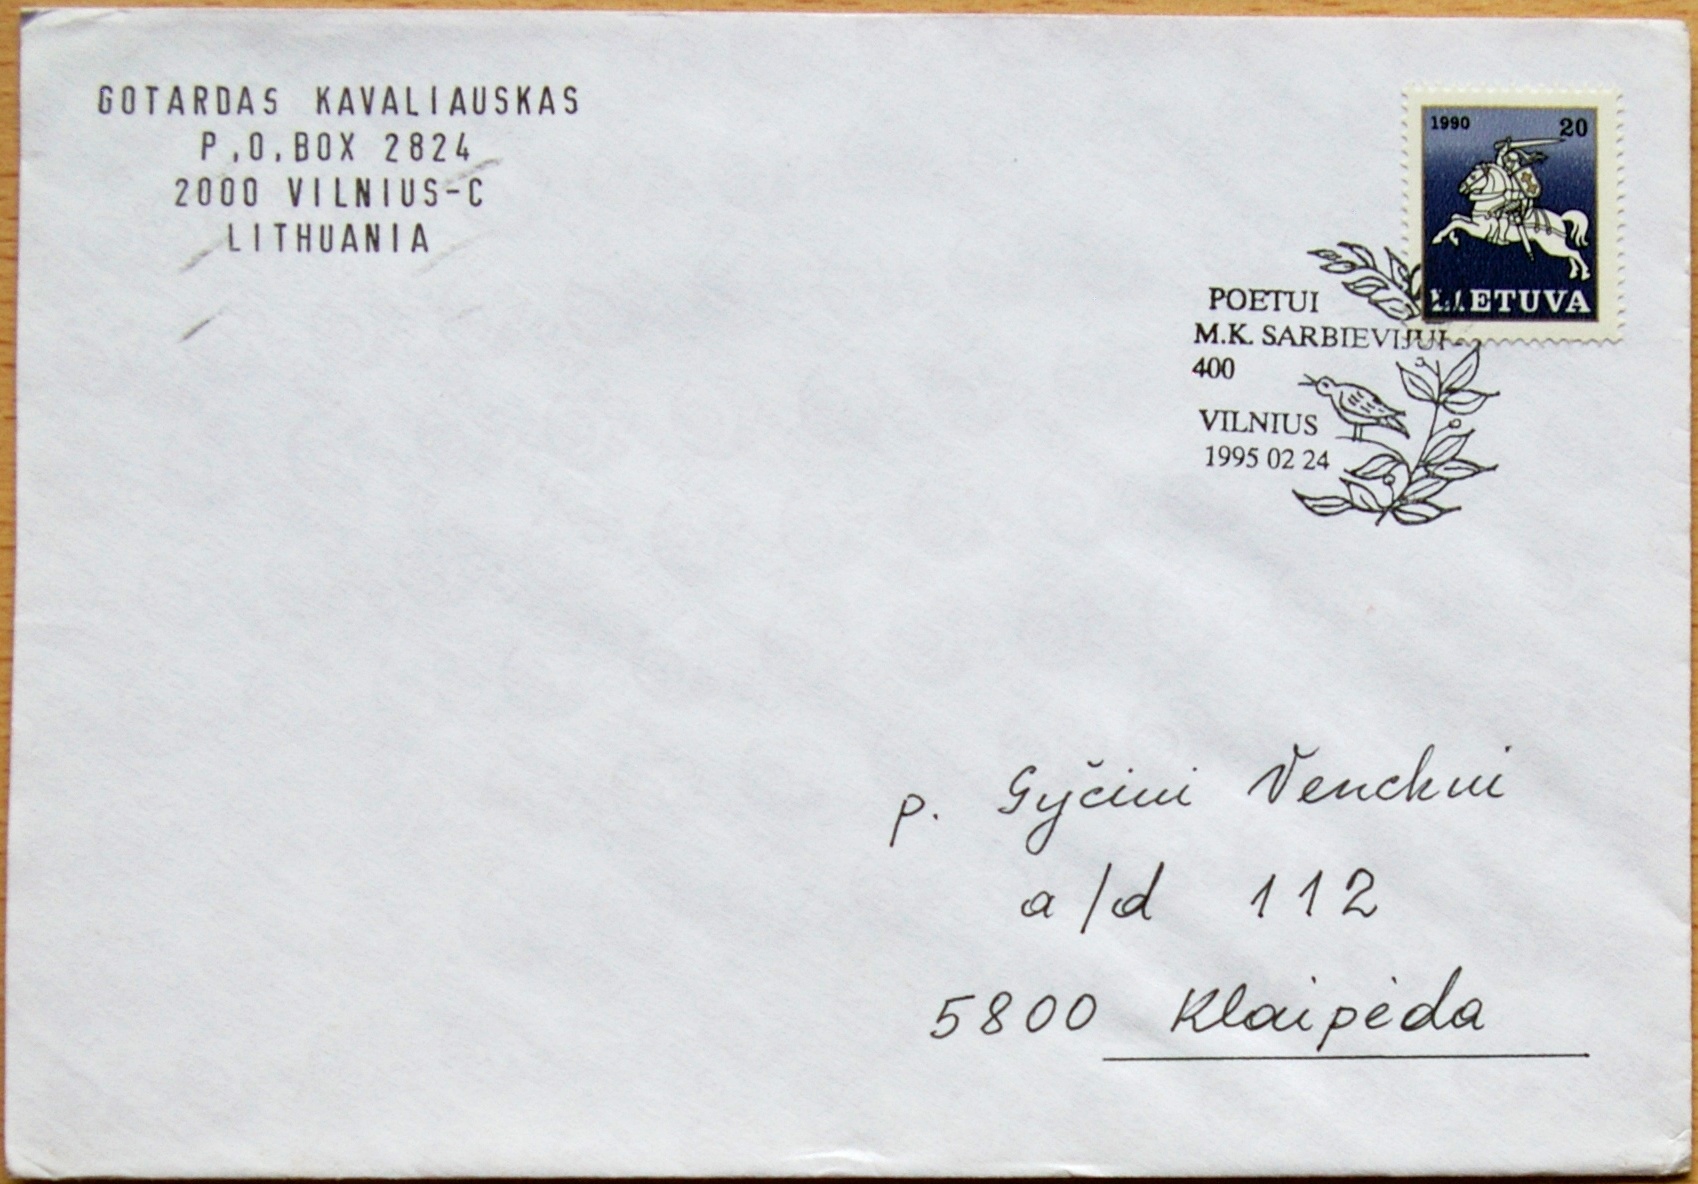 GOTARDAS KAVALIAUSKAS
P.O.BOX 2824
2000 VILNIUS-C
LITHUANIA
1990 20
LIETUVA
POETUI
M.K. SARBIEVIJUI-
400
VILNIUS
1995 02 24
p. Gyčiui Venckui
a/d 112
5800 Klaipėda